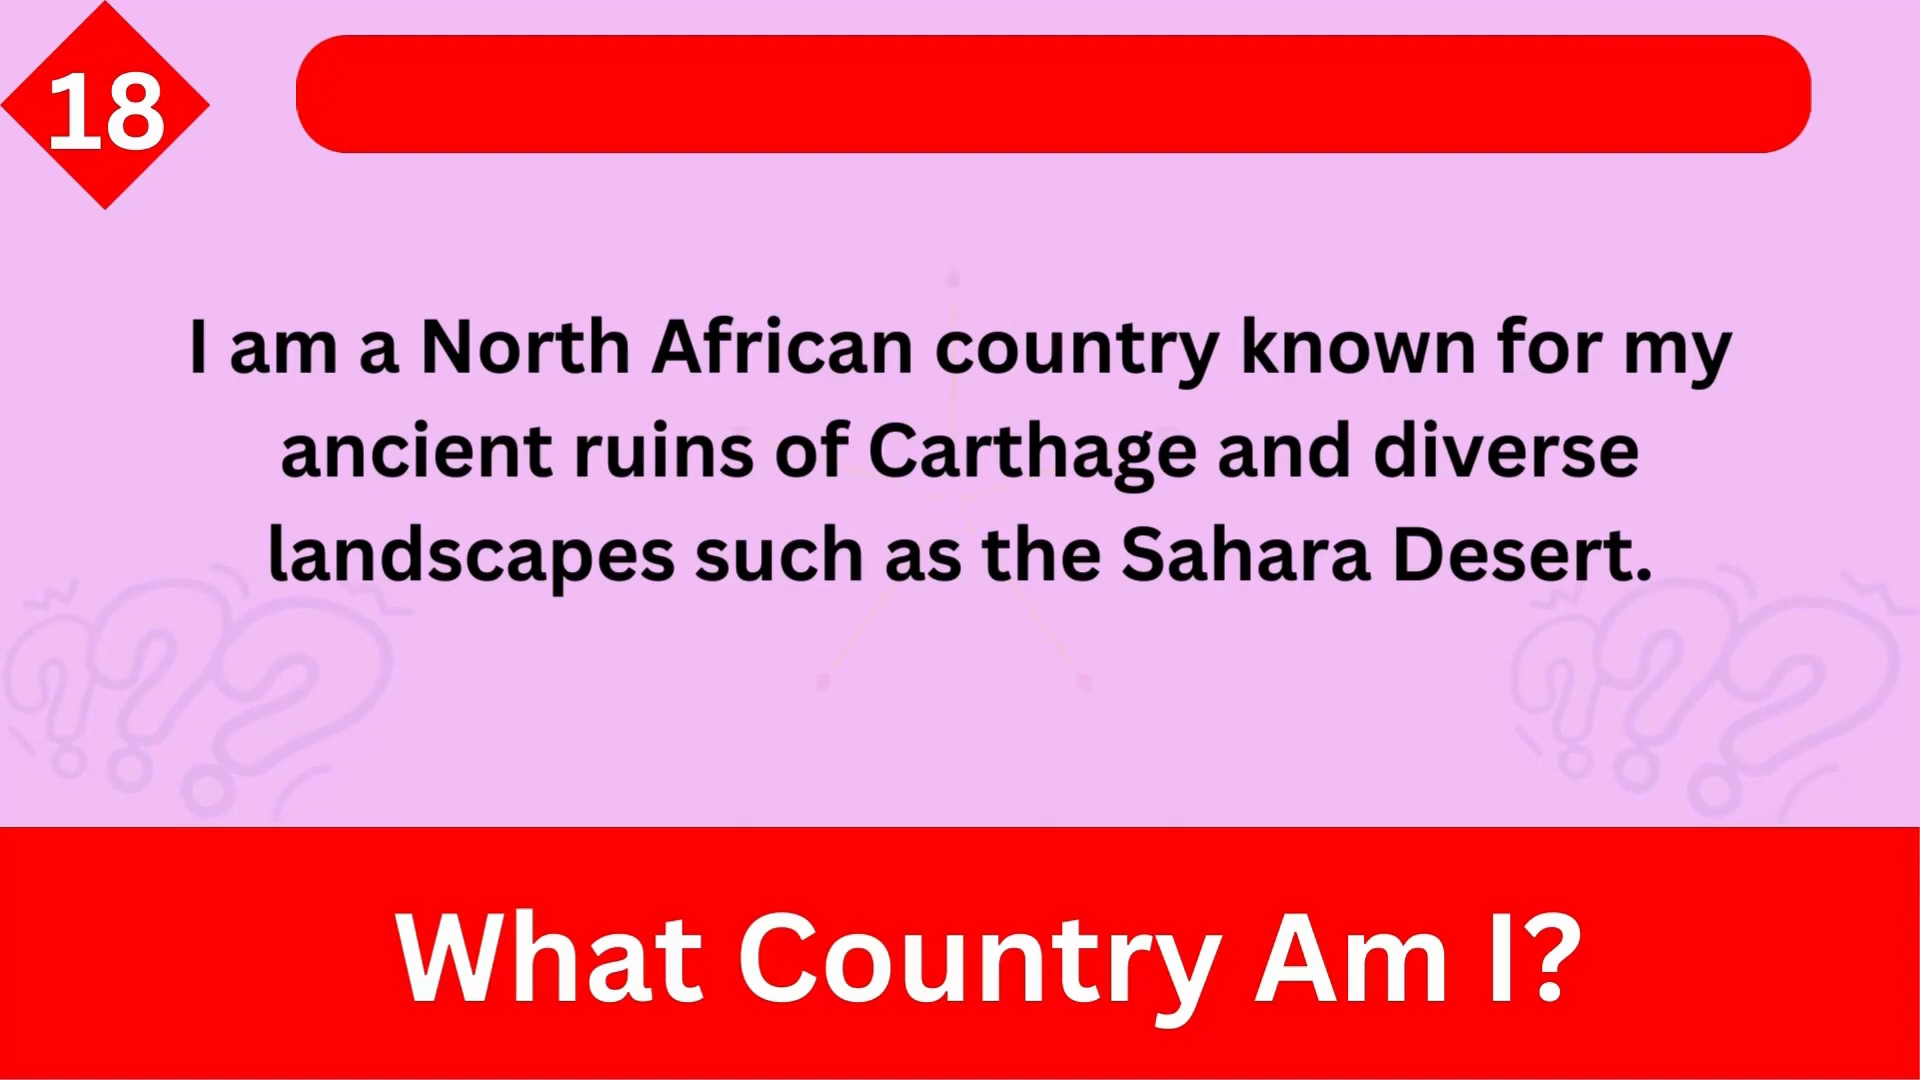 18
I am a North African country known for my
ancient ruins of Carthage and diverse
landscapes such as the Sahara Desert.
What Country Am I?